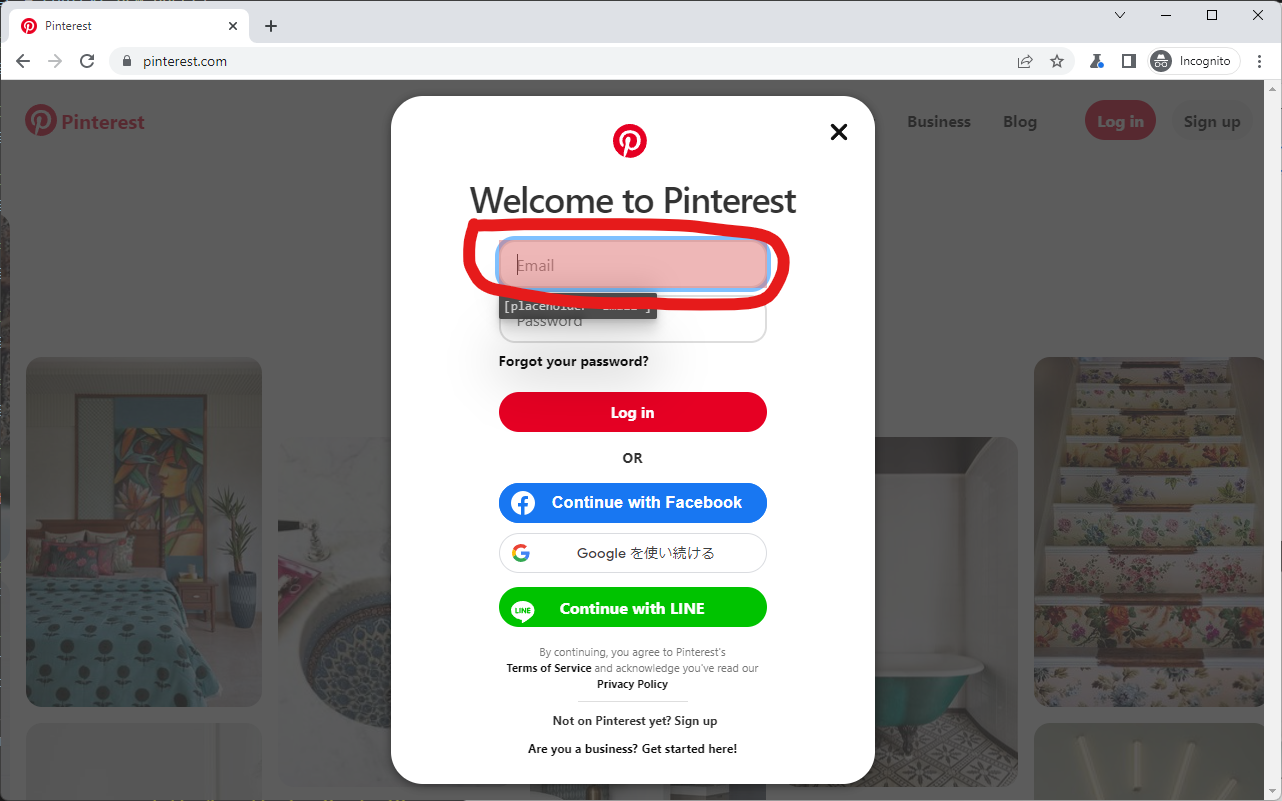 Pinterest
pinterest.com
Incognito
Pinterest
Business
Blog
Log in
Sign up
Welcome to Pinterest
Email
[placeholder
Password
Forgot your password?
Log in
OR
Continue with Facebook
Google を使い続ける
LINE
Continue with LINE
By continuing, you agree to Pinterest's
Terms of Service and acknowledge you've read our
Privacy Policy
Not on Pinterest yet? Sign up
Are you a business? Get started here!